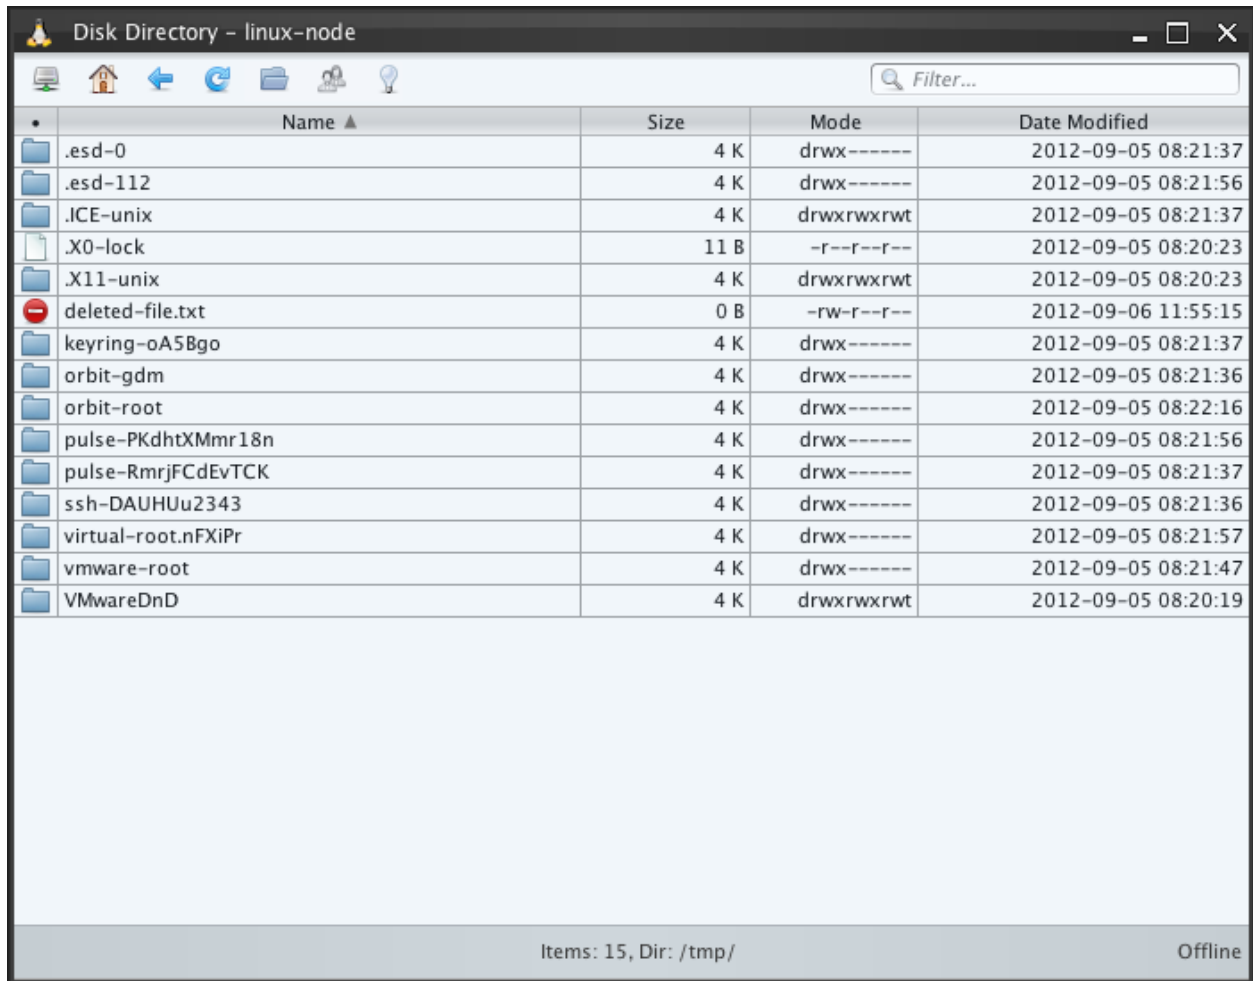 Disk Directory - linux-node
Filter...
• Name ▲ Size Mode Date Modified
.esd-0 4 K drwx------ 2012-09-05 08:21:37
.esd-112 4 K drwx------ 2012-09-05 08:21:56
.ICE-unix 4 K drwxrwxrwt 2012-09-05 08:21:37
.X0-lock 11 B -r--r--r-- 2012-09-05 08:20:23
.X11-unix 4 K drwxrwxrwt 2012-09-05 08:20:23
deleted-file.txt 0 B -rw-r--r-- 2012-09-06 11:55:15
keyring-oA5Bgo 4 K drwx------ 2012-09-05 08:21:37
orbit-gdm 4 K drwx------ 2012-09-05 08:21:36
orbit-root 4 K drwx------ 2012-09-05 08:22:16
pulse-PKdhtXMmr18n 4 K drwx------ 2012-09-05 08:21:56
pulse-RmrjFCdEvTCK 4 K drwx------ 2012-09-05 08:21:37
ssh-DAUHUu2343 4 K drwx------ 2012-09-05 08:21:36
virtual-root.nFXiPr 4 K drwx------ 2012-09-05 08:21:57
vmware-root 4 K drwx------ 2012-09-05 08:21:47
VMwareDnD 4 K drwxrwxrwt 2012-09-05 08:20:19
Items: 15, Dir: /tmp/ Offline